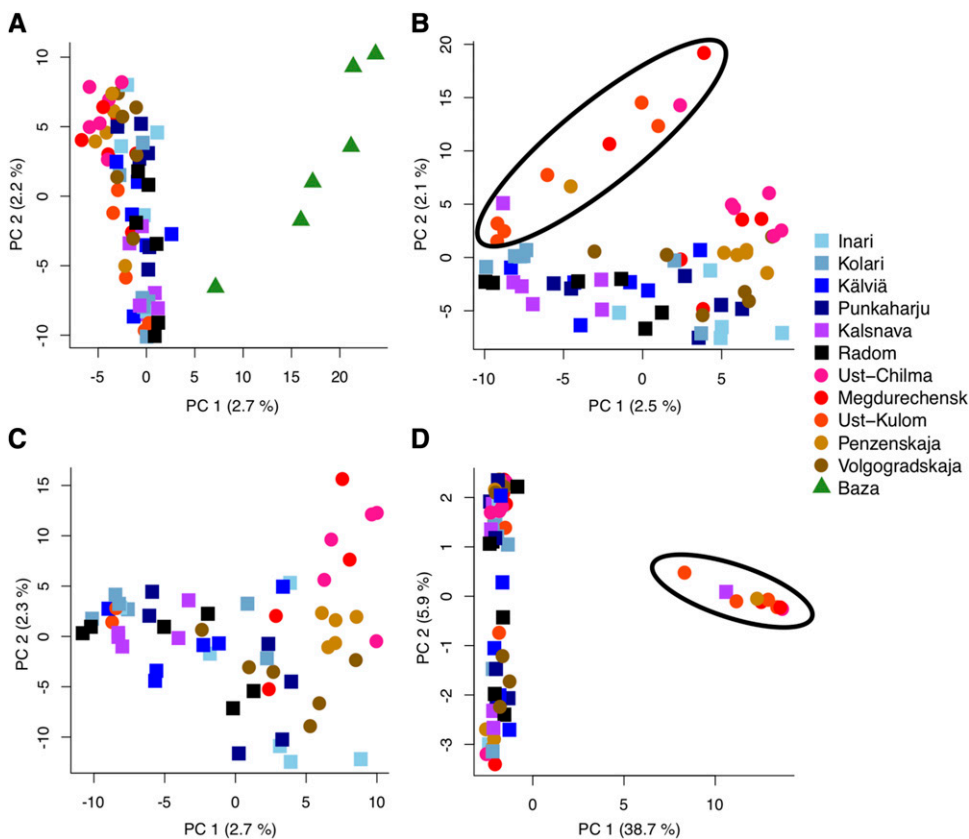 A
10
5
0
-5
-10
PC 2 (2.2 %)
-5
0
5
10
15
20
PC 1 (2.7 %)
B
20
15
10
5
0
-5
PC 2 (2.1 %)
-10
-5
0
5
PC 1 (2.5 %)
Inari
Kolari
Kälviä
Punkaharju
Kalsnava
Radom
Ust–Chilma
Megdurechensk
Ust–Kulom
Penzenskaja
Volgogradskaja
Baza
C
15
10
5
0
-5
-10
PC 2 (2.3 %)
-10
-5
0
5
10
PC 1 (2.7 %)
D
2
1
0
-1
-2
-3
PC 2 (5.9 %)
0
5
10
PC 1 (38.7 %)